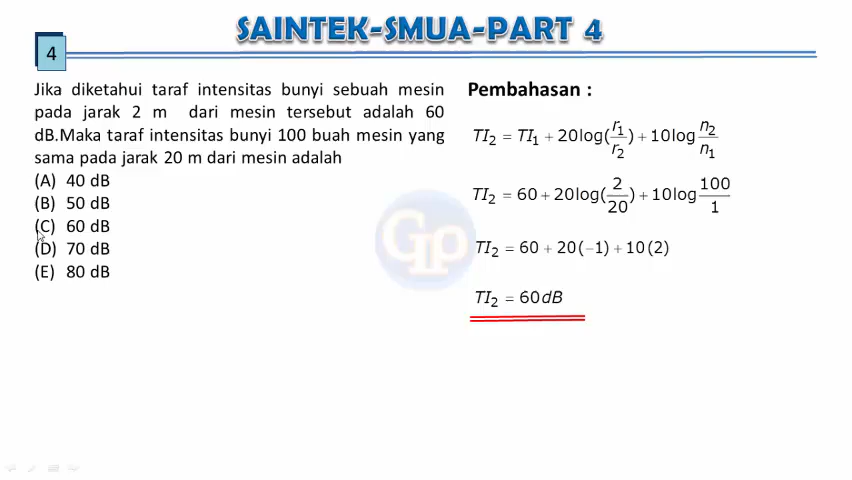 SAINTEK-SMUA-PART 4
4
Jika diketahui taraf intensitas bunyi sebuah mesin
pada jarak 2 m dari mesin tersebut adalah 60
dB.Maka taraf intensitas bunyi 100 buah mesin yang
sama pada jarak 20 m dari mesin adalah
(A) 40 dB
(B) 50 dB
(C) 60 dB
(D) 70 dB
(E) 80 dB
Pembahasan :
TI₂ = TI₁ + 20log(r₁/r₂) + 10log n₂/n₁
TI₂ = 60 + 20log(2/20) + 10log 100/1
TI₂ = 60 + 20(−1) + 10(2)
TI₂ = 60dB
GIP